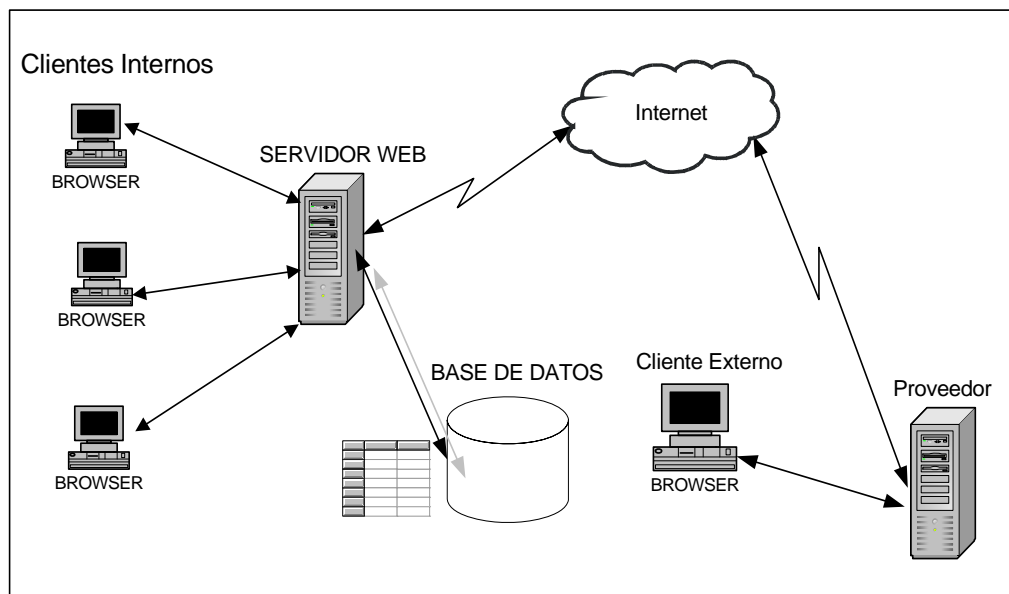 Clientes Internos
BROWSER
SERVIDOR WEB
Internet
BROWSER
BROWSER
BASE DE DATOS
Cliente Externo
BROWSER
Proveedor